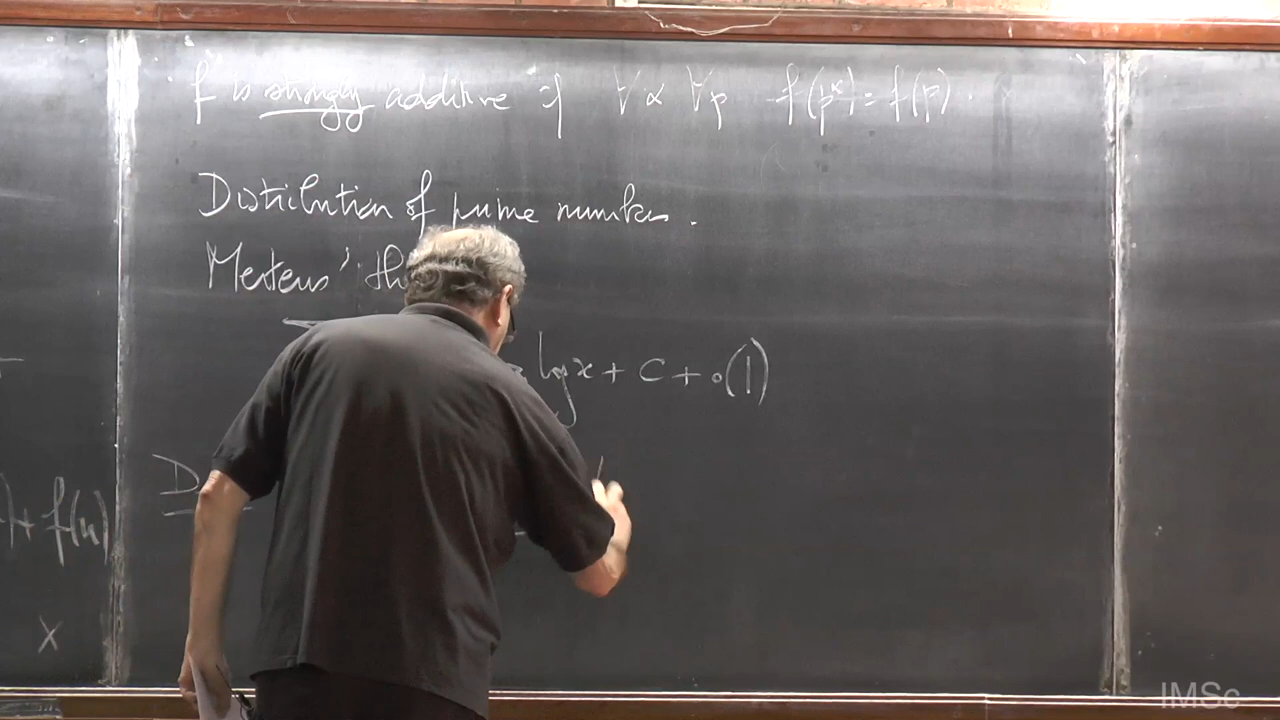 f is strongly additive if ∀ α ∀ p f(p^α) = f(p).
Distribution of prime numbers.
Mertens' th
log x + C + o(1)
D
) + f(n)
x
IMSc